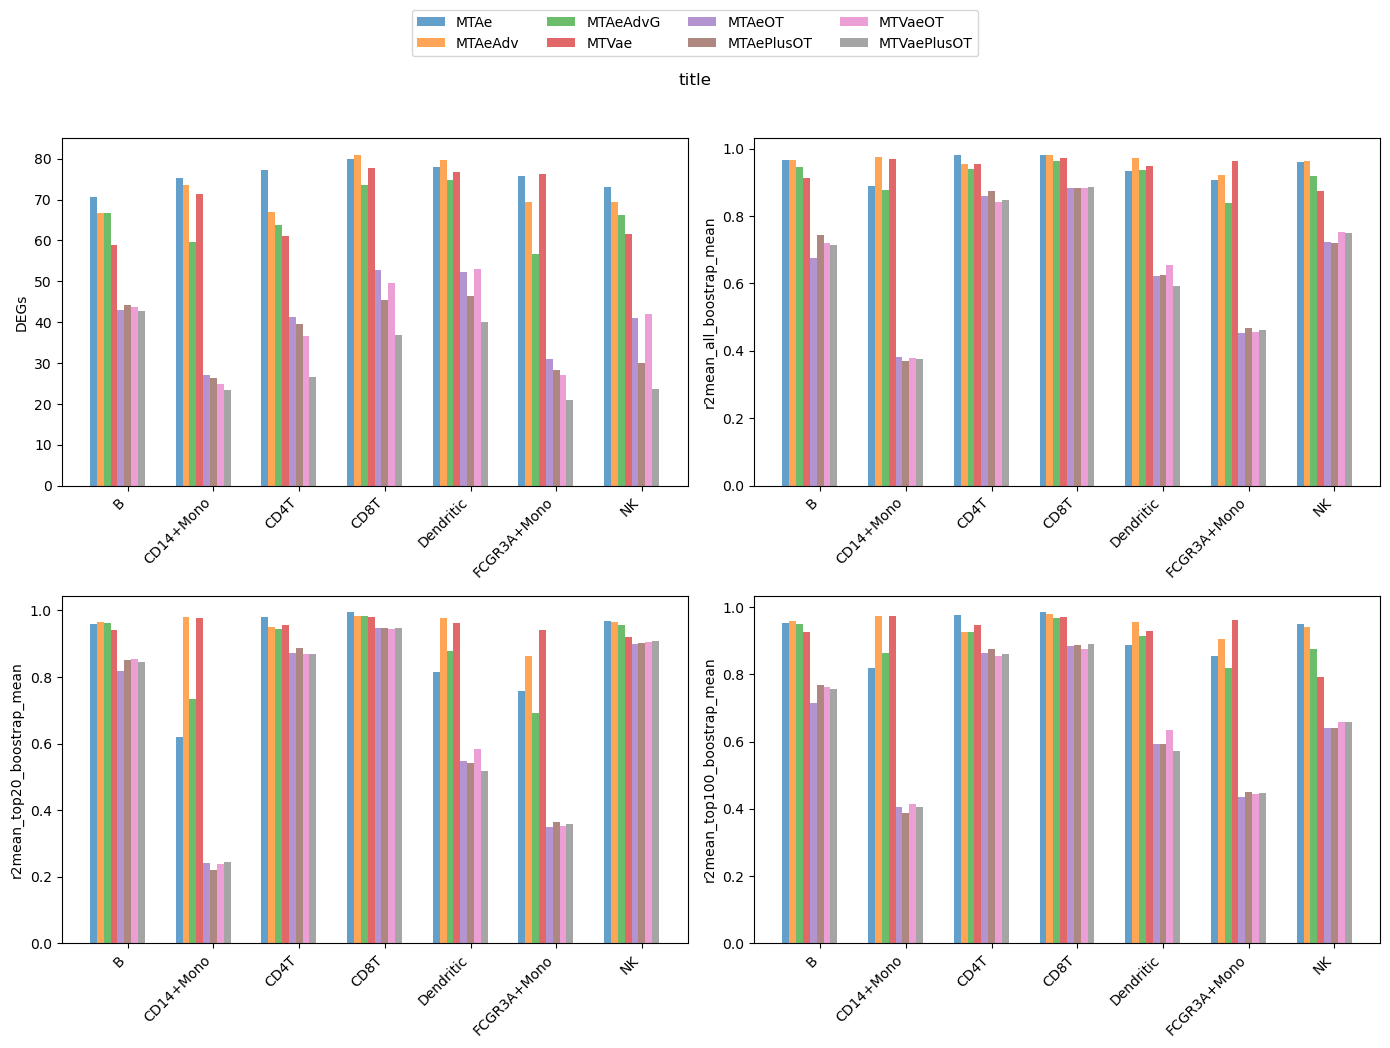 MTAe MTAeAdvG MTAeOT MTVaeOT
MTAeAdv MTVae MTAePlusOT MTVaePlusOT
title
DEGs
80
70
60
50
40
30
20
10
0
B CD14+Mono CD4T CD8T Dendritic FCGR3A+Mono NK
r2mean_all_boostrap_mean
1.0
0.8
0.6
0.4
0.2
0.0
B CD14+Mono CD4T CD8T Dendritic FCGR3A+Mono NK
r2mean_top20_boostrap_mean
1.0
0.8
0.6
0.4
0.2
0.0
B CD14+Mono CD4T CD8T Dendritic FCGR3A+Mono NK
r2mean_top100_boostrap_mean
1.0
0.8
0.6
0.4
0.2
0.0
B CD14+Mono CD4T CD8T Dendritic FCGR3A+Mono NK